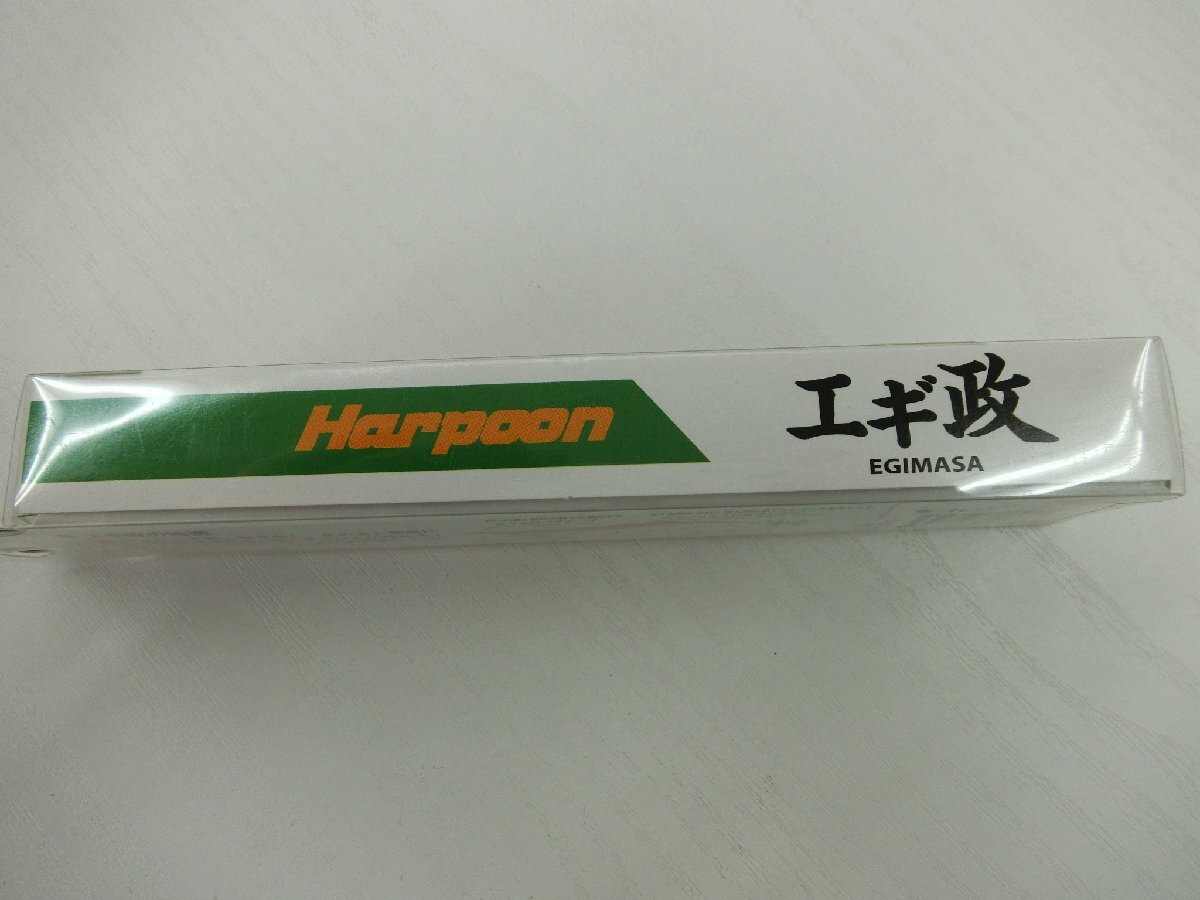 Harpoon
エギ政
EGIMASA